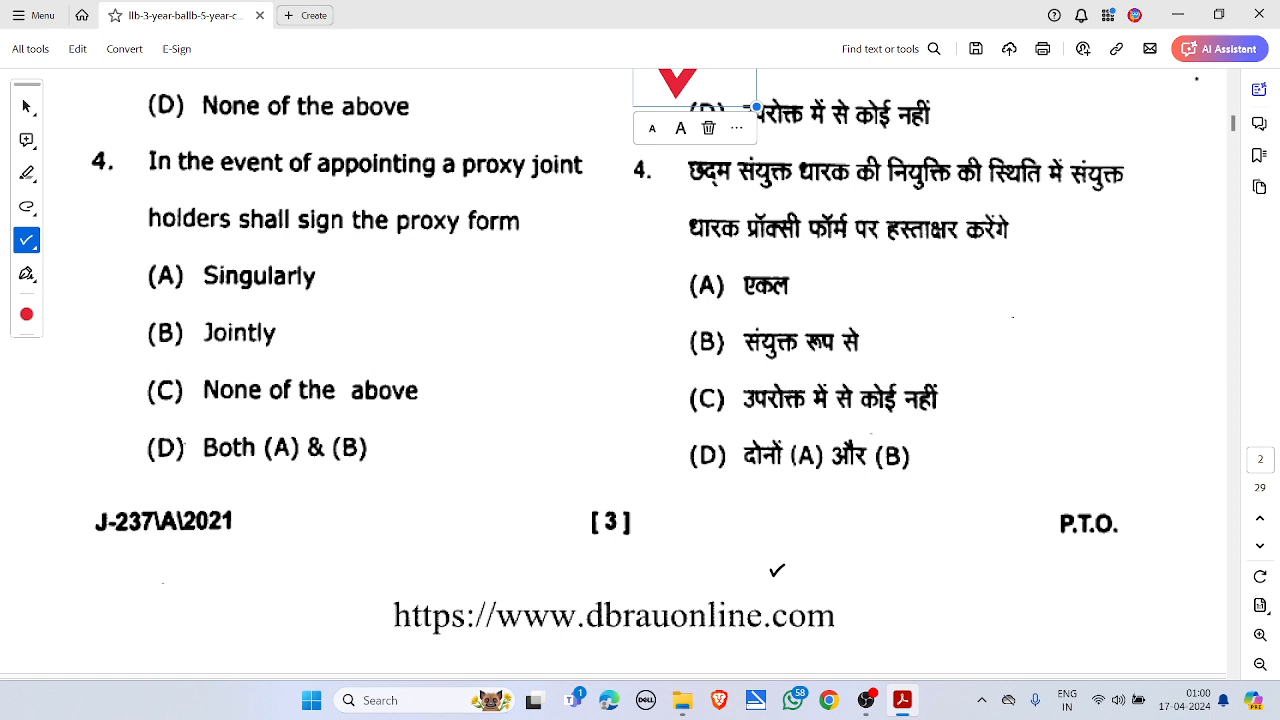 Menu
llb-3-year-ballb-5-year-c...
+ Create
All tools Edit Convert E-Sign
Find text or tools
AI Assistant
(D) None of the above
4. In the event of appointing a proxy joint
holders shall sign the proxy form
(A) Singularly
(B) Jointly
(C) None of the above
(D) Both (A) & (B)
में से कोई नहीं
A A ...
4. छद्म संयुक्त धारक की नियुक्ति की स्थिति में संयुक्त
धारक प्रॉक्सी फॉर्म पर हस्ताक्षर करेंगे
(A) एकल
(B) संयुक्त रूप से
(C) उपरोक्त में से कोई नहीं
(D) दोनों (A) और (B)
J-237\A\2021 [ 3 ] P.T.O.
https://www.dbrauonline.com
2
29
Search
1
DELL
58
ENG
IN
01:00
17-04-2024